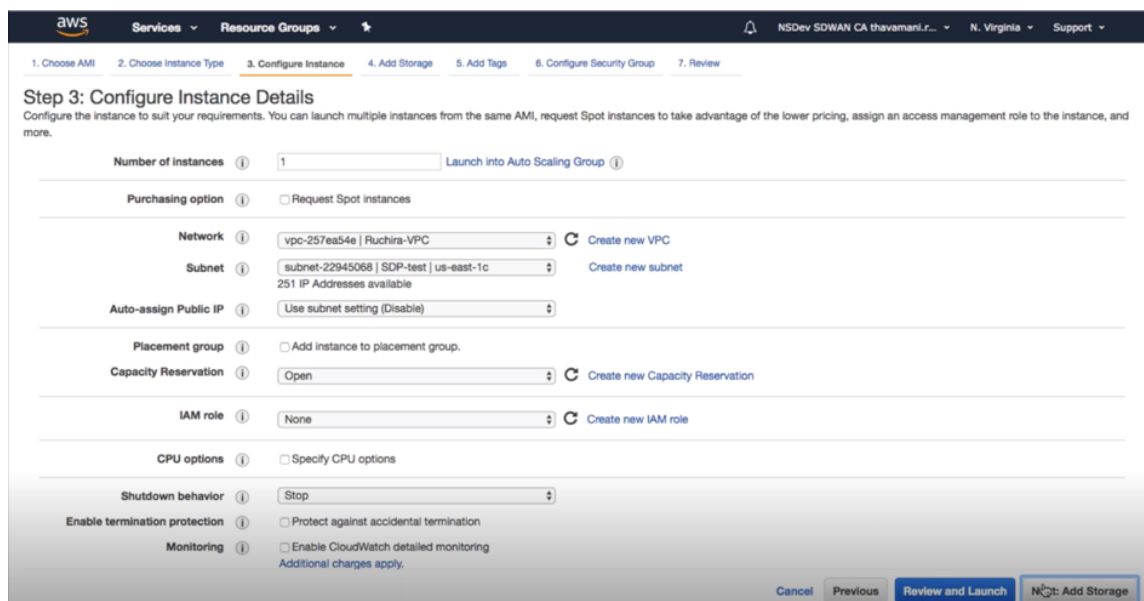 aws Services Resource Groups NSDev SDWAN CA thavamani.r... N. Virginia Support
1. Choose AMI 2. Choose Instance Type 3. Configure Instance 4. Add Storage 5. Add Tags 6. Configure Security Group 7. Review
Step 3: Configure Instance Details
Configure the instance to suit your requirements. You can launch multiple instances from the same AMI, request Spot instances to take advantage of the lower pricing, assign an access management role to the instance, and
more.
Number of instances 1 Launch into Auto Scaling Group
Purchasing option Request Spot instances
Network vpc-257ea54e | Ruchira-VPC Create new VPC
Subnet subnet-22945068 | SDP-test | us-east-1c Create new subnet
251 IP Addresses available
Auto-assign Public IP Use subnet setting (Disable)
Placement group Add instance to placement group.
Capacity Reservation Open Create new Capacity Reservation
IAM role None Create new IAM role
CPU options Specify CPU options
Shutdown behavior Stop
Enable termination protection Protect against accidental termination
Monitoring Enable CloudWatch detailed monitoring
Additional charges apply.
Cancel Previous Review and Launch Next: Add Storage